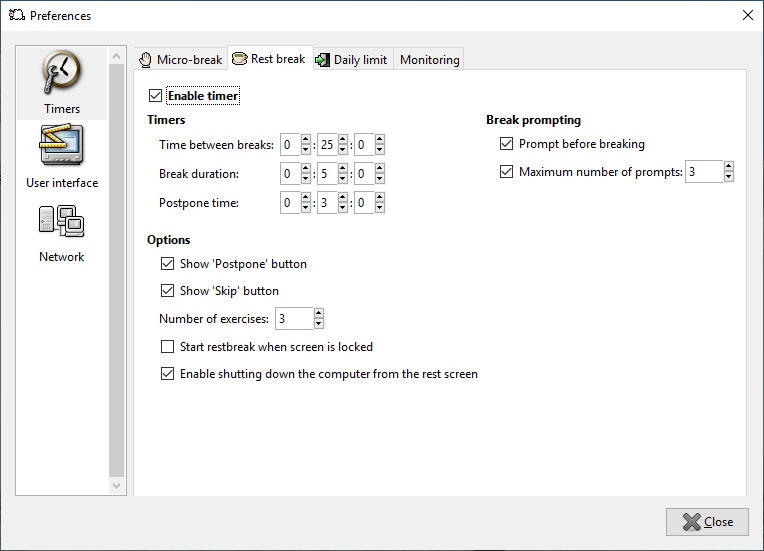 Preferences
Timers
User interface
Network
Micro-break Rest break Daily limit Monitoring
Enable timer
Timers
Time between breaks: 0 : 25 : 0
Break duration: 0 : 5 : 0
Postpone time: 0 : 3 : 0
Break prompting
Prompt before breaking
Maximum number of prompts: 3
Options
Show 'Postpone' button
Show 'Skip' button
Number of exercises: 3
Start restbreak when screen is locked
Enable shutting down the computer from the rest screen
Close